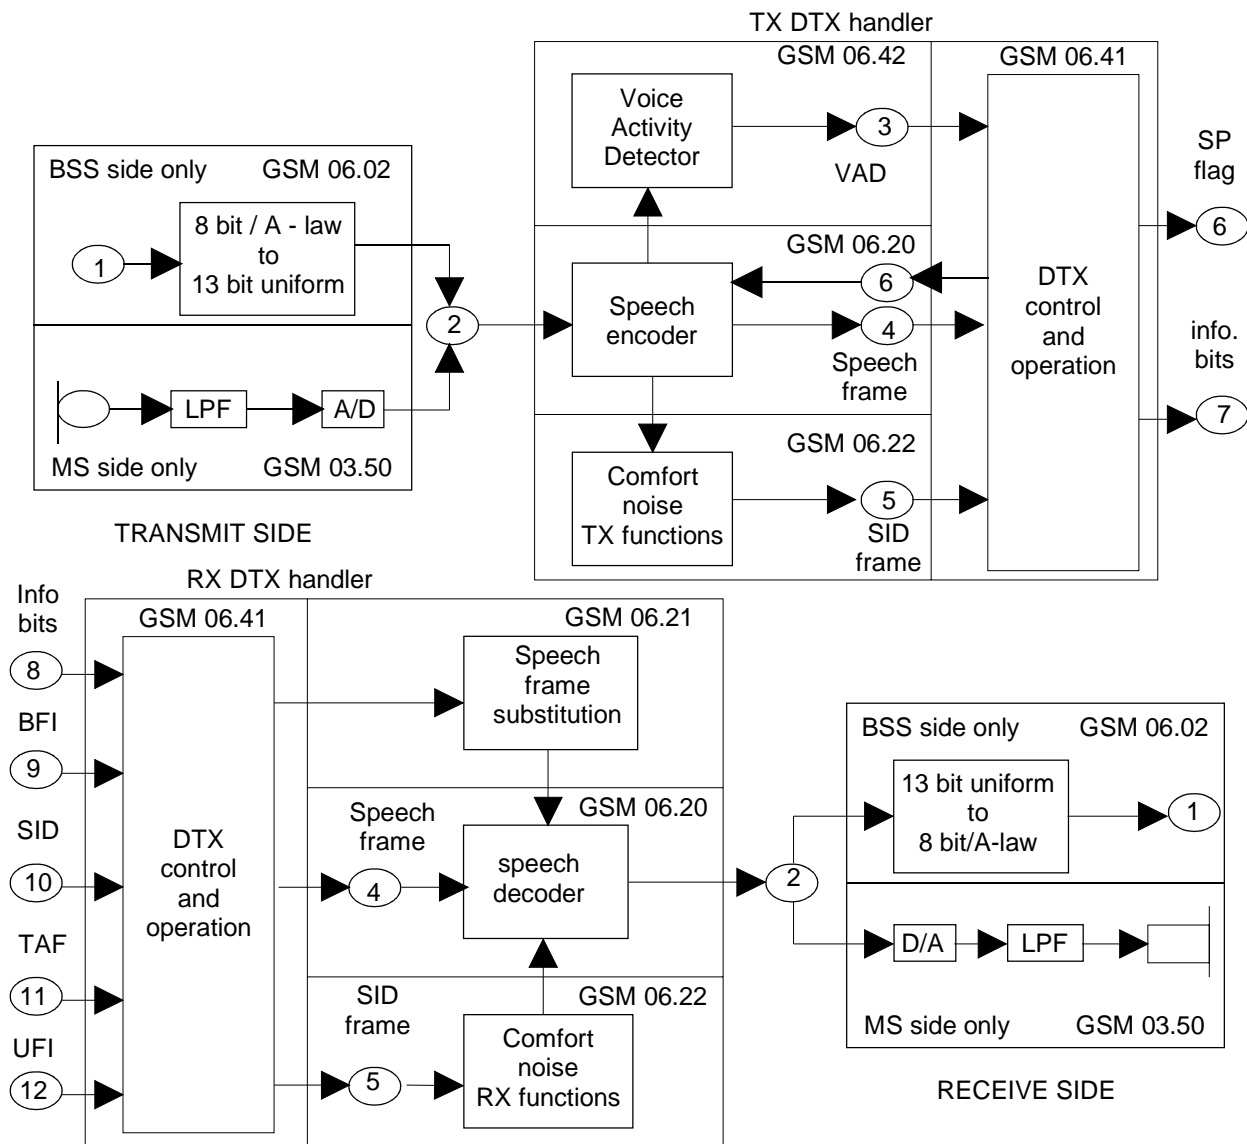 TX DTX handler
GSM 06.42
GSM 06.41
Voice
Activity
Detector
3
VAD
SP
flag
6
BSS side only
GSM 06.02
8 bit / A - law
to
13 bit uniform
1
2
GSM 06.20
6
Speech
encoder
4
Speech
frame
DTX
control
and
operation
info.
bits
7
LPF
A/D
MS side only
GSM 03.50
GSM 06.22
Comfort
noise
TX functions
5
SID
frame
TRANSMIT SIDE
RX DTX handler
Info
bits
8
BFI
9
SID
10
TAF
11
UFI
12
GSM 06.41
DTX
control
and
operation
GSM 06.21
Speech
frame
substitution
GSM 06.20
Speech
frame
4
speech
decoder
GSM 06.22
SID
frame
5
Comfort
noise
RX functions
2
BSS side only
GSM 06.02
13 bit uniform
to
8 bit/A-law
1
D/A
LPF
MS side only
GSM 03.50
RECEIVE SIDE